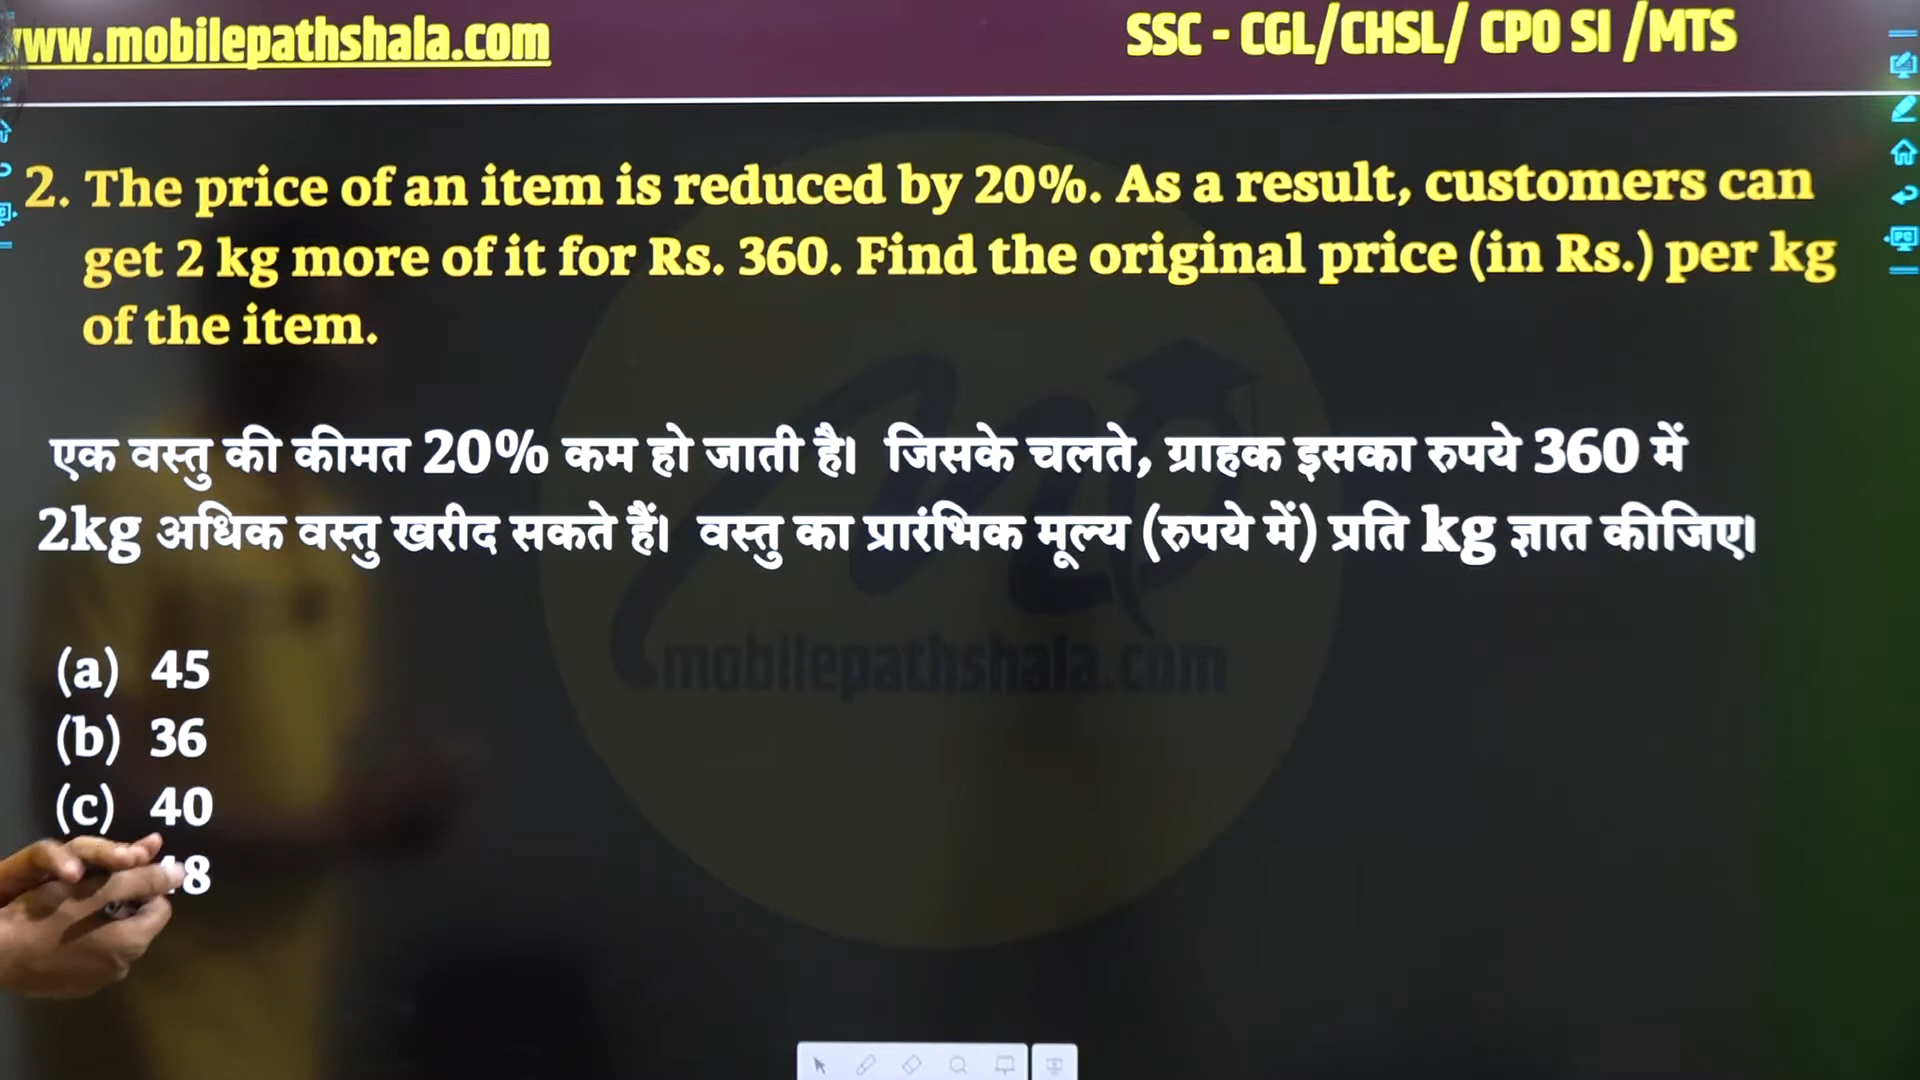 www.mobilepathshala.com
SSC - CGL/CHSL/ CPO SI /MTS
2. The price of an item is reduced by 20%. As a result, customers can
get 2 kg more of it for Rs. 360. Find the original price (in Rs.) per kg
of the item.
एक वस्तु की कीमत 20% कम हो जाती है। जिसके चलते, ग्राहक इसका रुपये 360 में
2kg अधिक वस्तु खरीद सकते हैं। वस्तु का प्रारंभिक मूल्य (रुपये में) प्रति kg ज्ञात कीजिए।
mobilepathshala.com
(a) 45
(b) 36
(c) 40
48